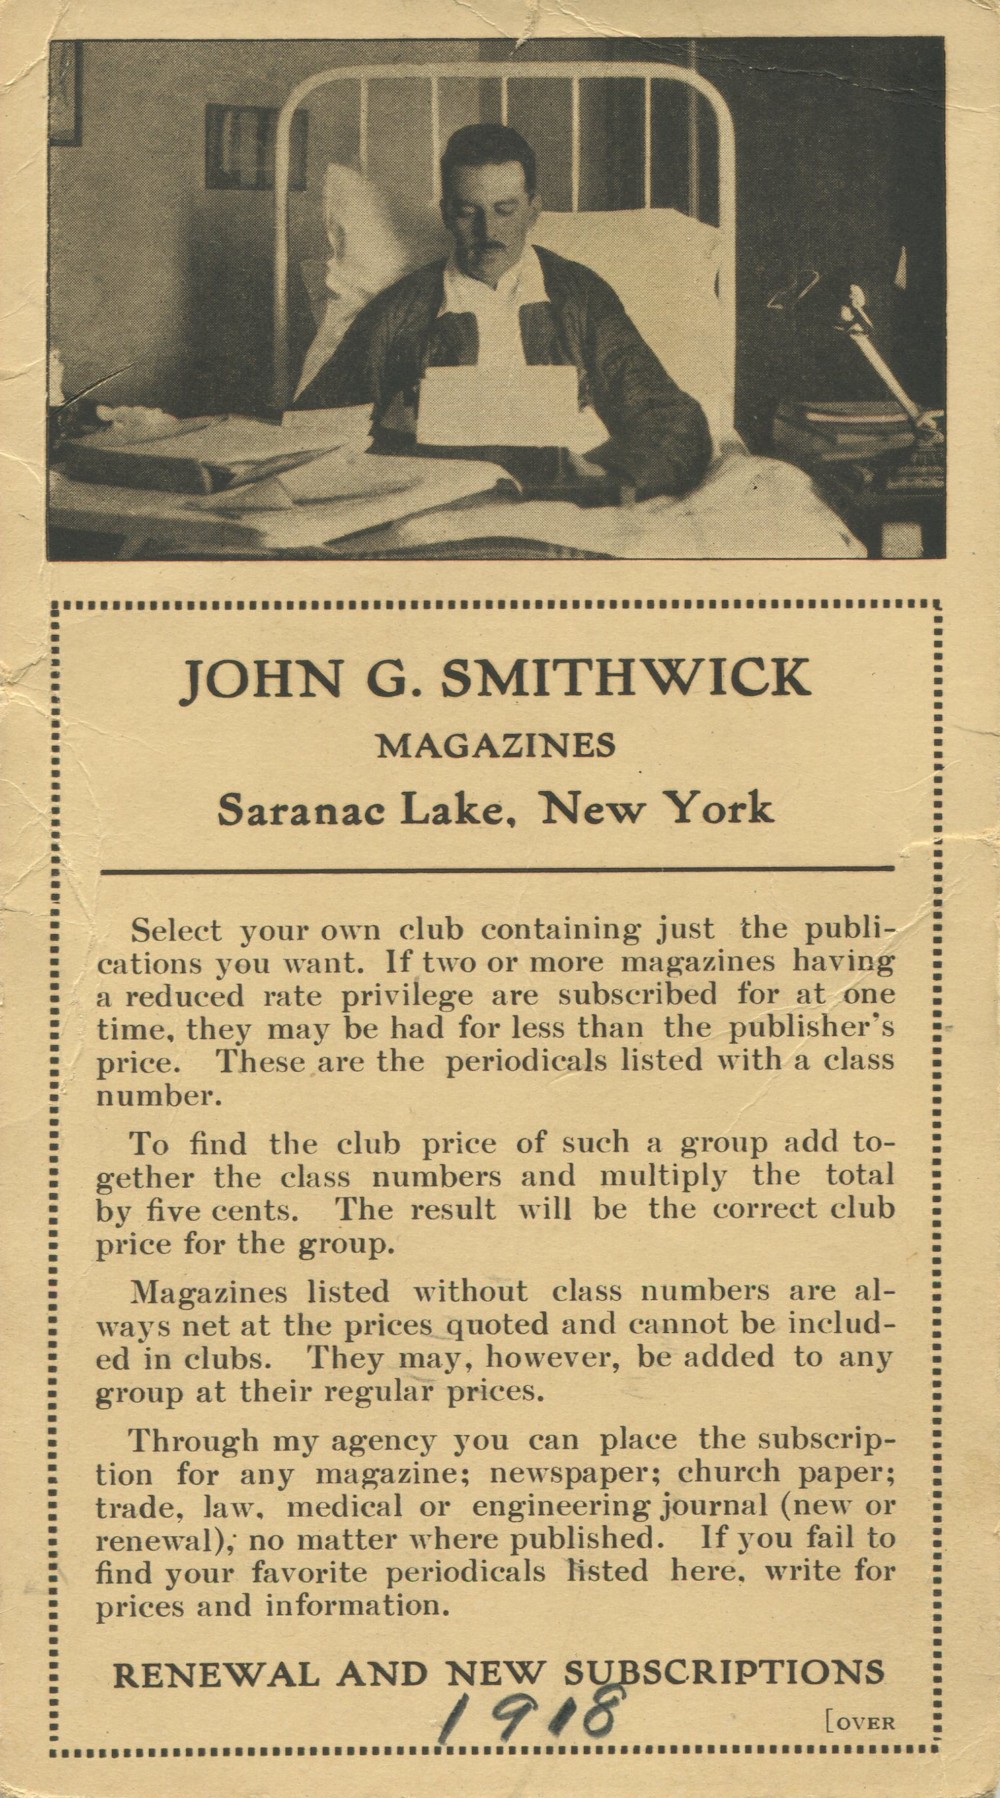 JOHN G. SMITHWICK
MAGAZINES
Saranac Lake, New York
Select your own club containing just the publi-
cations you want. If two or more magazines having
a reduced rate privilege are subscribed for at one
time, they may be had for less than the publisher's
price. These are the periodicals listed with a class
number.
To find the club price of such a group add to-
gether the class numbers and multiply the total
by five cents. The result will be the correct club
price for the group.
Magazines listed without class numbers are al-
ways net at the prices quoted and cannot be includ-
ed in clubs. They may, however, be added to any
group at their regular prices.
Through my agency you can place the subscrip-
tion for any magazine; newspaper; church paper;
trade, law, medical or engineering journal (new or
renewal); no matter where published. If you fail to
find your favorite periodicals listed here, write for
prices and information.
RENEWAL AND NEW SUBSCRIPTIONS
1918
[OVER